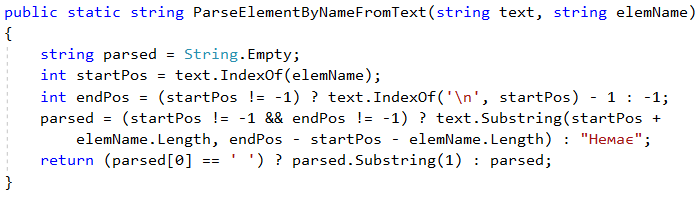 public static string ParseElementByNameFromText(string text, string elemName)
{
string parsed = String.Empty;
int startPos = text.IndexOf(elemName);
int endPos = (startPos != -1) ? text.IndexOf('\n', startPos) - 1 : -1;
parsed = (startPos != -1 && endPos != -1) ? text.Substring(startPos +
elemName.Length, endPos - startPos - elemName.Length) : "Немає";
return (parsed[0] == ' ') ? parsed.Substring(1) : parsed;
}